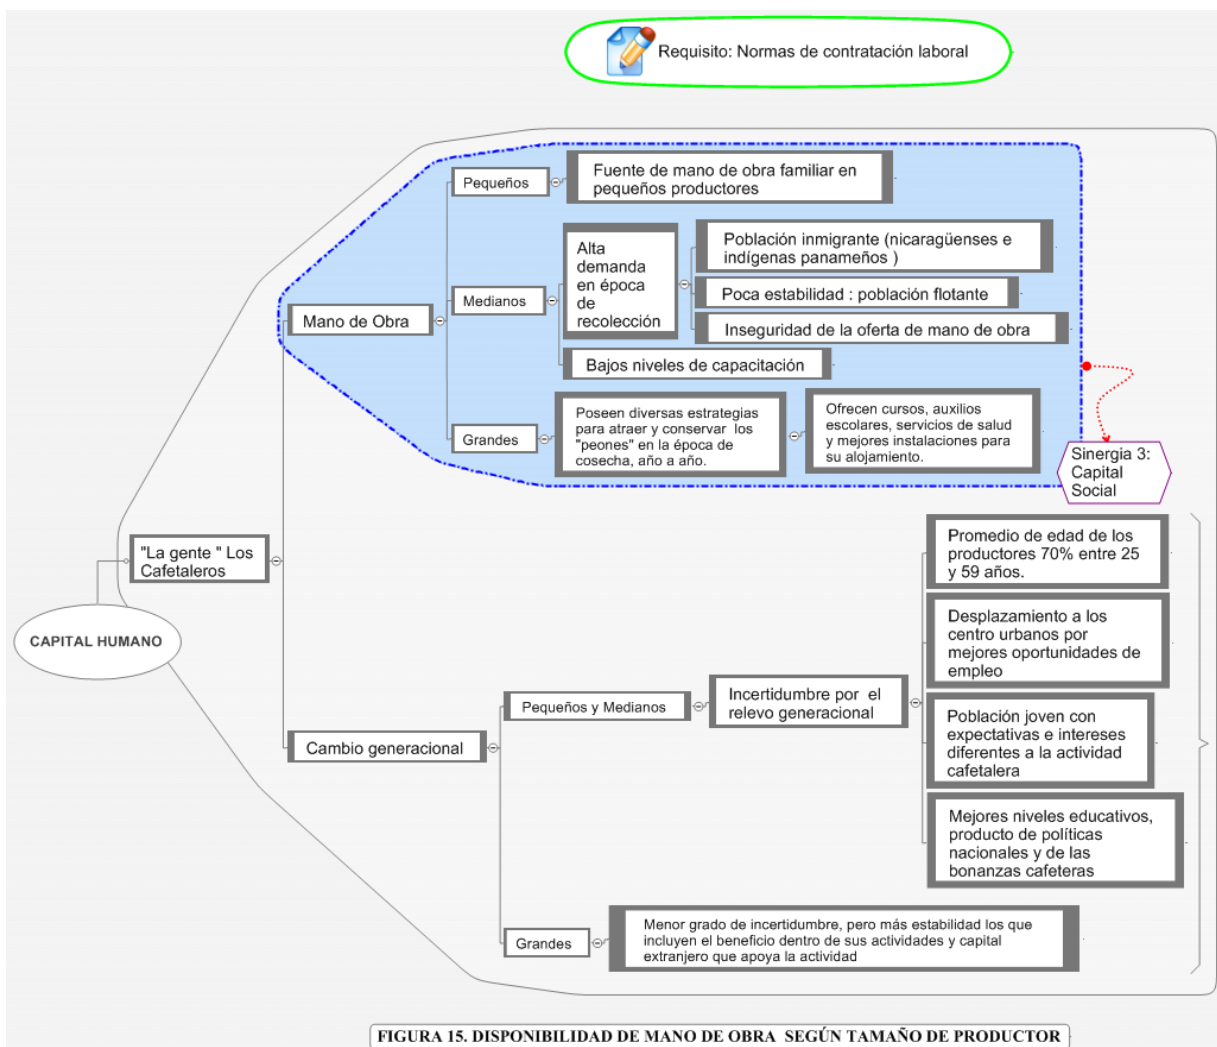 Requisito: Normas de contratación laboral
Pequeños
Fuente de mano de obra familiar en
pequeños productores
Mano de Obra
Medianos
Alta
demanda
en época
de
recolección
Población inmigrante (nicaragüenses e
indígenas panameños )
Poca estabilidad : población flotante
Inseguridad de la oferta de mano de obra
Bajos niveles de capacitación
Grandes
Poseen diversas estrategias
para atraer y conservar los
"peones" en la época de
cosecha, año a año.
Ofrecen cursos, auxilios
escolares, servicios de salud
y mejores instalaciones para
su alojamiento.
Sinergia 3:
Capital
Social
"La gente " Los
Cafetaleros
CAPITAL HUMANO
Cambio generacional
Pequeños y Medianos
Incertidumbre por el
relevo generacional
Promedio de edad de los
productores 70% entre 25
y 59 años.
Desplazamiento a los
centro urbanos por
mejores oportunidades de
empleo
Población joven con
expectativas e intereses
diferentes a la actividad
cafetalera
Mejores niveles educativos,
producto de políticas
nacionales y de las
bonanzas cafeteras
Grandes
Menor grado de incertidumbre, pero más estabilidad los que
incluyen el beneficio dentro de sus actividades y capital
extranjero que apoya la actividad
FIGURA 15. DISPONIBILIDAD DE MANO DE OBRA SEGÚN TAMAÑO DE PRODUCTOR